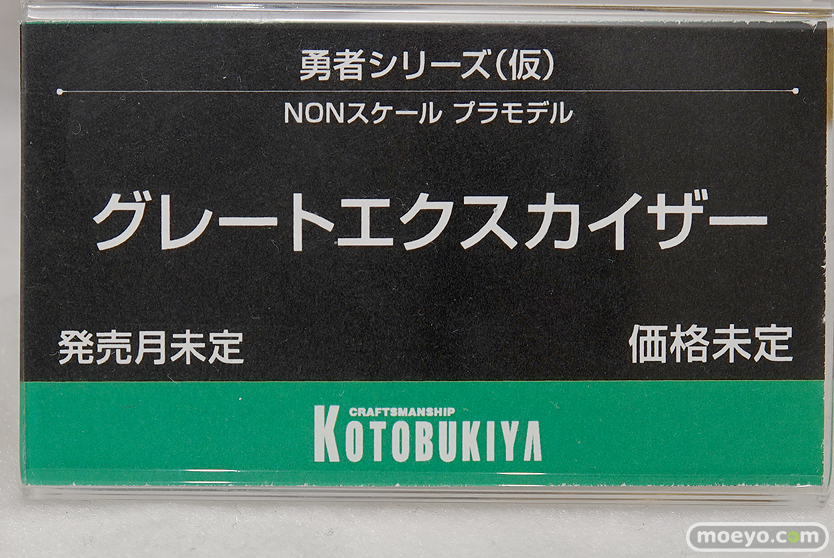 勇者シリーズ(仮)
NONスケール プラモデル
グレートエクスカイザー
発売月未定
価格未定
CRAFTSMANSHIP
KOTOBUKIYA
moeyo.com